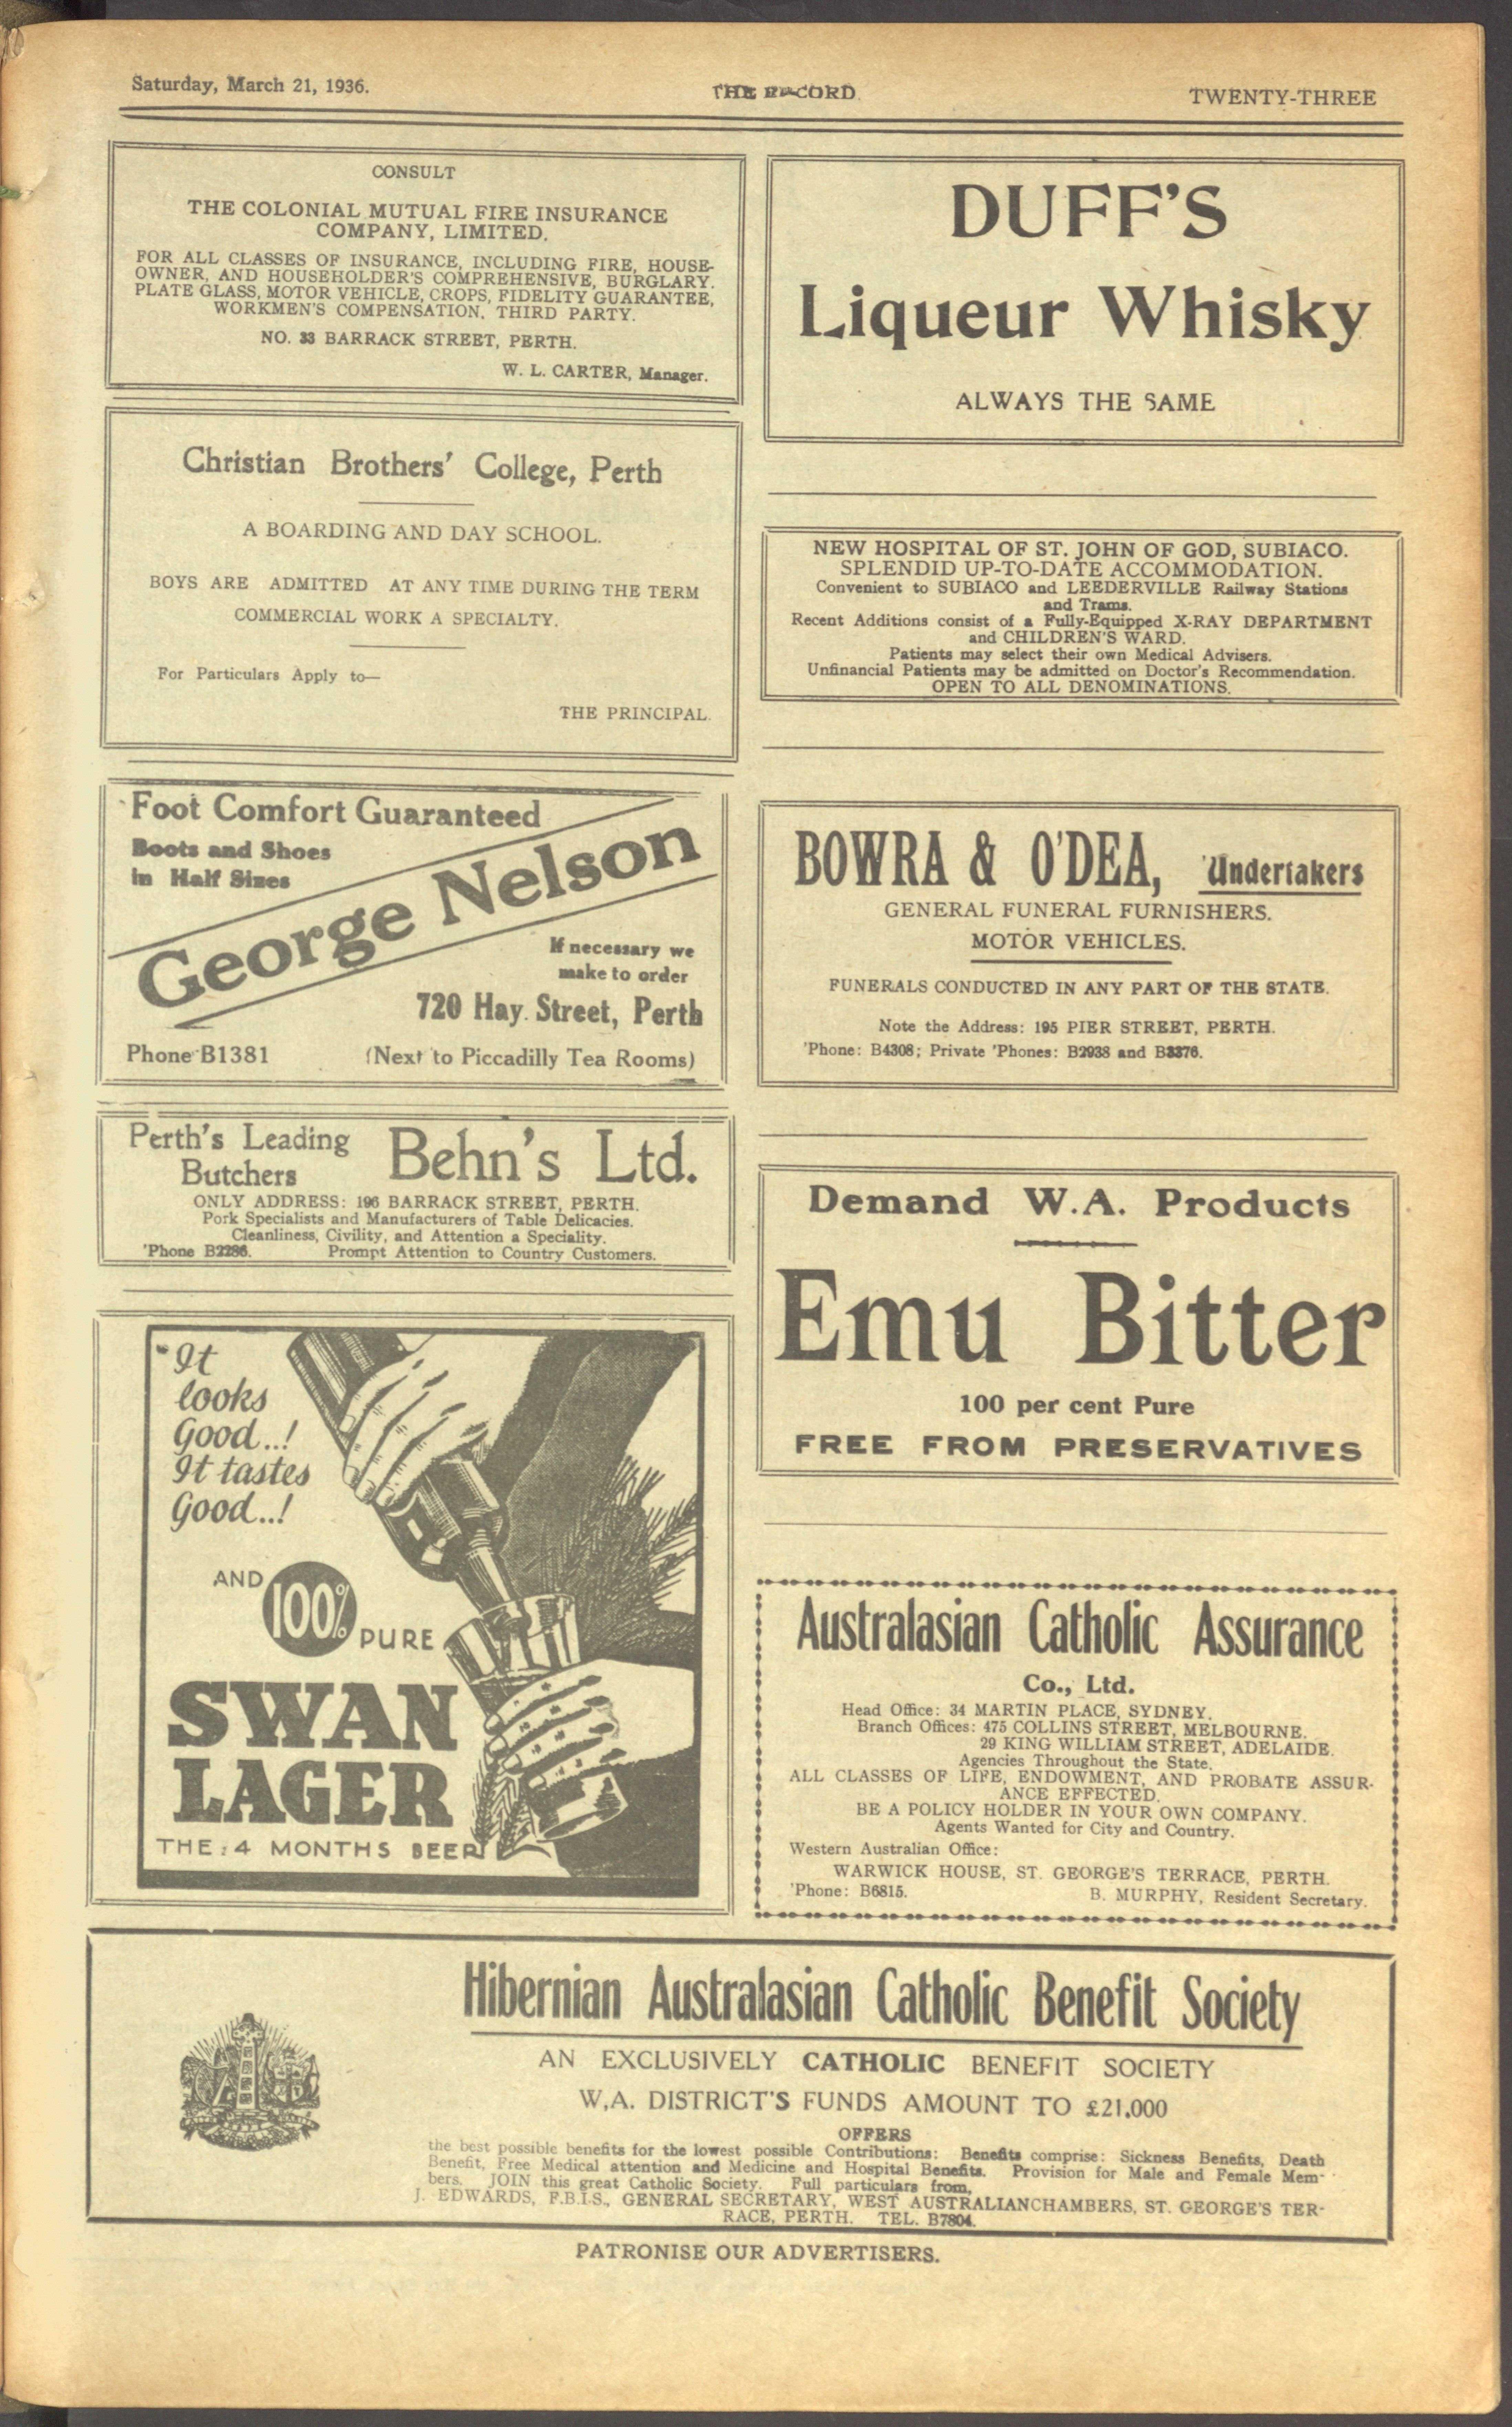 Saturday, March 21, 1936.
THE RECORD
TWENTY-THREE
CONSULT
THE COLONIAL MUTUAL FIRE INSURANCE
COMPANY, LIMITED.
FOR ALL CLASSES OF INSURANCE, INCLUDING FIRE, HOUSE-
OWNER, AND HOUSEHOLDER'S COMPREHENSIVE, BURGLARY.
PLATE GLASS, MOTOR VEHICLE, CROPS, FIDELITY GUARANTEE,
WORKMEN'S COMPENSATION. THIRD PARTY.
NO. 33 BARRACK STREET, PERTH.
W. L. CARTER, Manager.
Christian Brothers' College, Perth
A BOARDING AND DAY SCHOOL.
BOYS ARE ADMITTED AT ANY TIME DURING THE TERM
COMMERCIAL WORK A SPECIALTY.
For Particulars Apply to—
THE PRINCIPAL.
Foot Comfort Guaranteed
Boots and Shoes
in Half Sizes
George Nelson
If necessary we
make to order
720 Hay Street, Perth
Phone B1381 (Next to Piccadilly Tea Rooms)
Perth's Leading
Butchers
Behn's Ltd.
ONLY ADDRESS: 196 BARRACK STREET, PERTH.
Pork Specialists and Manufacturers of Table Delicacies.
Cleanliness, Civility, and Attention a Speciality.
'Phone B2286. Prompt Attention to Country Customers.
"It
looks
Good..!
It tastes
Good..!
AND
100%
PURE
SWAN
LAGER
THE 4 MONTHS BEER
DUFF'S
Liqueur Whisky
ALWAYS THE SAME
NEW HOSPITAL OF ST. JOHN OF GOD, SUBIACO.
SPLENDID UP-TO-DATE ACCOMMODATION.
Convenient to SUBIACO and LEEDERVILLE Railway Stations
and Trams.
Recent Additions consist of a Fully-Equipped X-RAY DEPARTMENT
and CHILDREN'S WARD.
Patients may select their own Medical Advisers.
Unfinancial Patients may be admitted on Doctor's Recommendation.
OPEN TO ALL DENOMINATIONS.
BOWRA & O'DEA, Undertakers
GENERAL FUNERAL FURNISHERS.
MOTOR VEHICLES.
FUNERALS CONDUCTED IN ANY PART OF THE STATE.
Note the Address: 195 PIER STREET, PERTH.
'Phone: B4308; Private 'Phones: B2938 and B3376.
Demand W.A. Products
Emu Bitter
100 per cent Pure
FREE FROM PRESERVATIVES
Australasian Catholic Assurance
Co., Ltd.
Head Office: 34 MARTIN PLACE, SYDNEY.
Branch Offices: 475 COLLINS STREET, MELBOURNE.
29 KING WILLIAM STREET, ADELAIDE.
Agencies Throughout the State.
ALL CLASSES OF LIFE, ENDOWMENT, AND PROBATE ASSUR-
ANCE EFFECTED.
BE A POLICY HOLDER IN YOUR OWN COMPANY.
Agents Wanted for City and Country.
Western Australian Office:
WARWICK HOUSE, ST. GEORGE'S TERRACE, PERTH.
'Phone: B6815. B. MURPHY, Resident Secretary.
Hibernian Australasian Catholic Benefit Society
AN EXCLUSIVELY CATHOLIC BENEFIT SOCIETY
W.A. DISTRICT'S FUNDS AMOUNT TO £21.000
OFFERS
the best possible benefits for the lowest possible Contributions: Benefits comprise: Sickness Benefits, Death
Benefit, Free Medical attention and Medicine and Hospital Benefits. Provision for Male and Female Mem-
bers. JOIN this great Catholic Society. Full particulars from,
J. EDWARDS, F.B.I.S., GENERAL SECRETARY, WEST AUSTRALIANCHAMBERS, ST. GEORGE'S TER-
RACE, PERTH. TEL. B7804.
PATRONISE OUR ADVERTISERS.